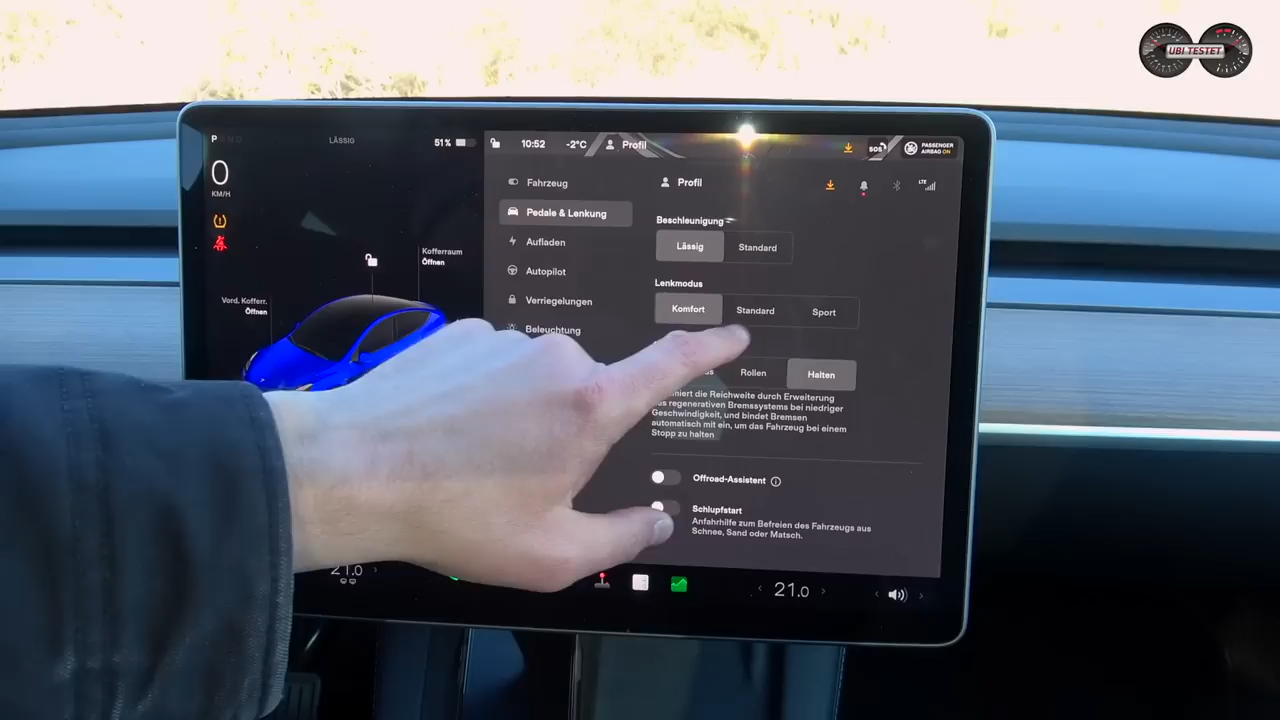 UBI TESTET
P R N D
LÄSSIG
51%
10:52
-2°C
Profil
SOS
PASSENGER
AIRBAG ON
0
KM/H
Fahrzeug
Profil
LTE
Pedale & Lenkung
Beschleunigung
Aufladen
Lässig
Standard
Kofferraum
Öffnen
Autopilot
Lenkmodus
Vord. Kofferr.
Öffnen
Verriegelungen
Komfort
Standard
Sport
Beleuchtung
Rollen
Halten
die Reichweite durch Erweiterung
regenerativen Bremssystems bei niedriger
Geschwindigkeit, und bindet Bremsen
automatisch mit ein, um das Fahrzeug bei einem
Stopp zu halten
Offroad-Assistent
Schlupfstart
Anfahrhilfe zum Befreien des Fahrzeugs aus
Schnee, Sand oder Matsch.
21.0
21.0